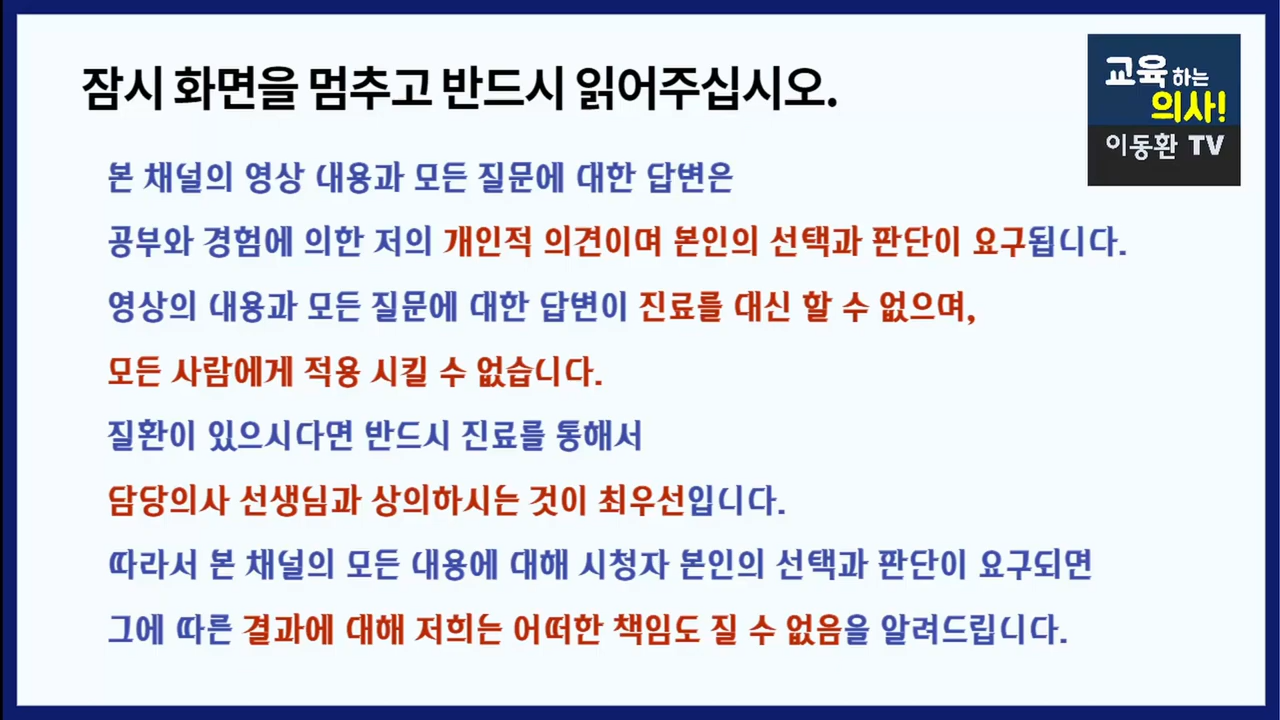 잠시 화면을 멈추고 반드시 읽어주십시오.
교육 하는
의사!
이동환 TV
본 채널의 영상 내용과 모든 질문에 대한 답변은
공부와 경험에 의한 저의 개인적 의견이며 본인의 선택과 판단이 요구됩니다.
영상의 내용과 모든 질문에 대한 답변이 진료를 대신 할 수 없으며,
모든 사람에게 적용 시킬 수 없습니다.
질환이 있으시다면 반드시 진료를 통해서
담당의사 선생님과 상의하시는 것이 최우선입니다.
따라서 본 채널의 모든 내용에 대해 시청자 본인의 선택과 판단이 요구되면
그에 따른 결과에 대해 저희는 어떠한 책임도 질 수 없음을 알려드립니다.